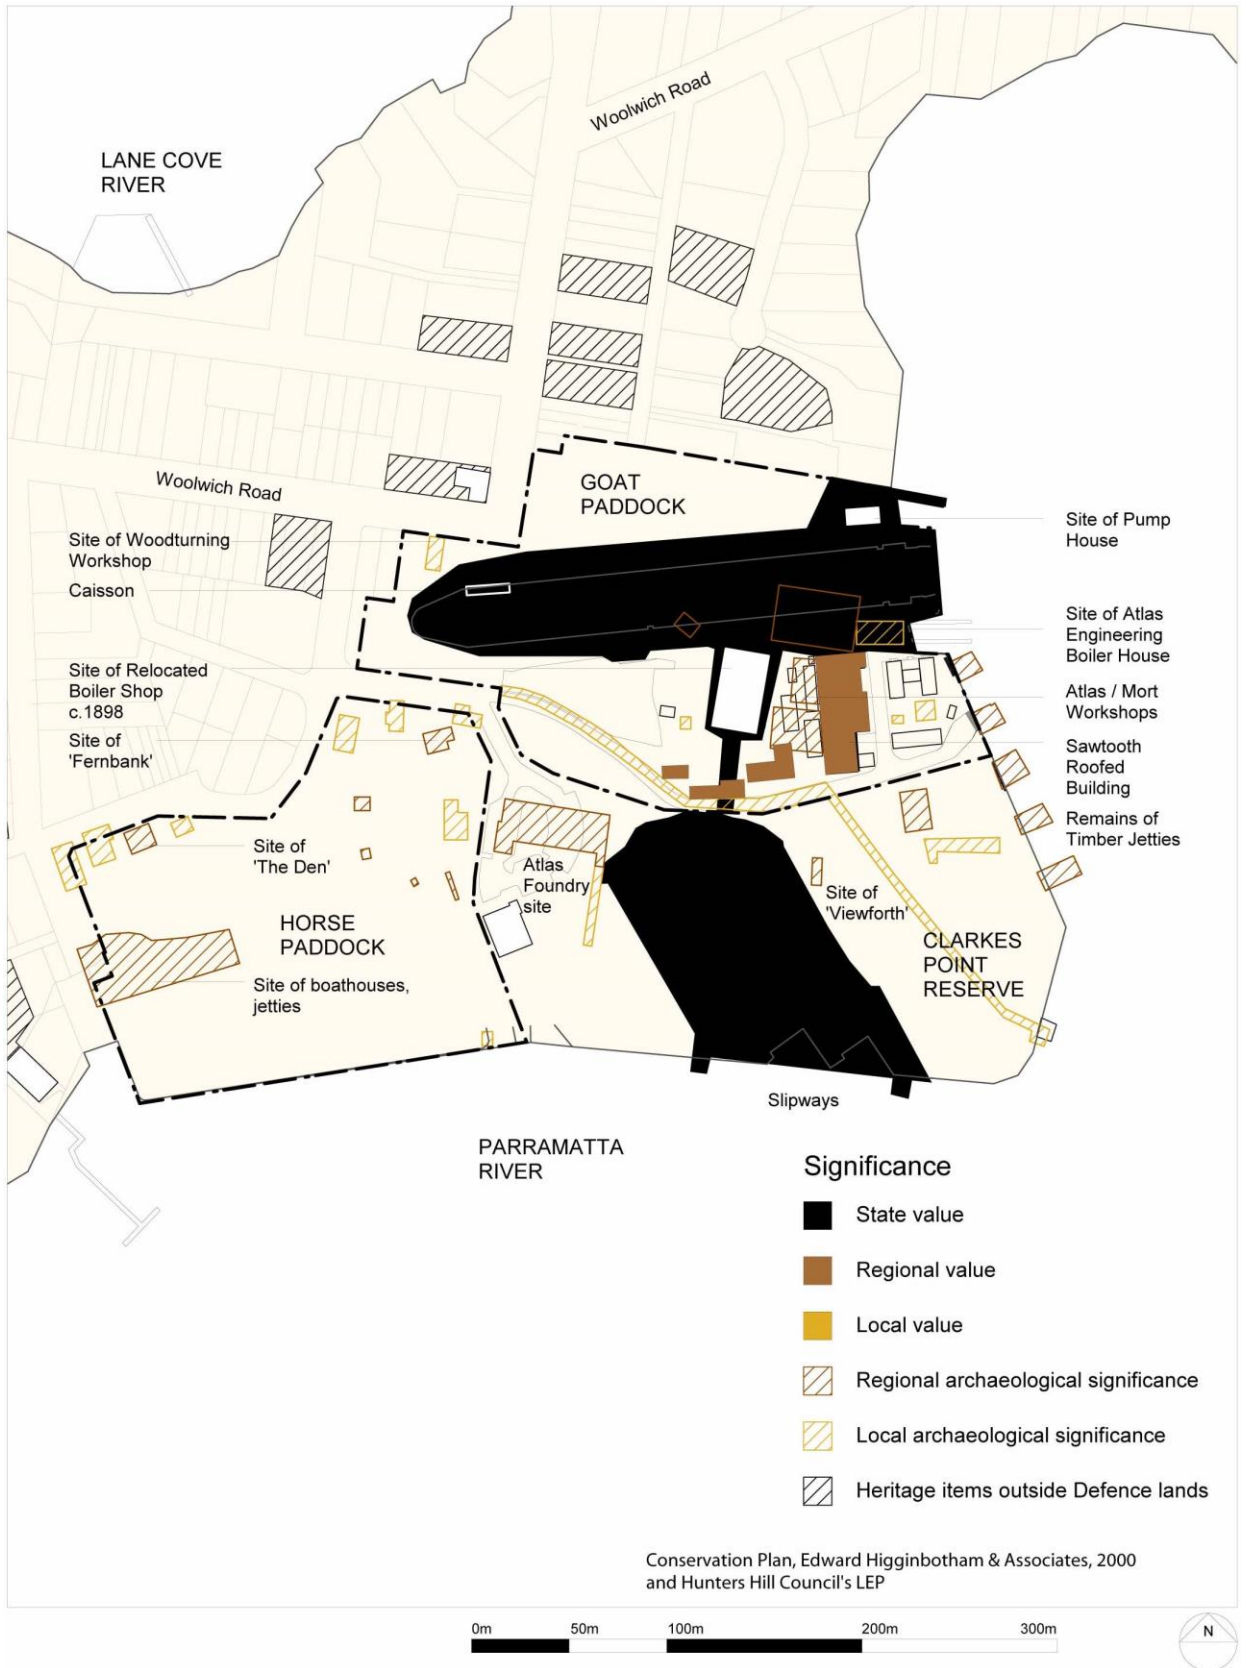 Woolwich Road
LANE COVE
RIVER
GOAT
PADDOCK
Woolwich Road
Site of Woodturning
Workshop
Caisson
Site of Relocated
Boiler Shop
c.1898
Site of
'Fernbank'
Site of Pump
House
Site of Atlas
Engineering
Boiler House
Atlas / Mort
Workshops
Sawtooth
Roofed
Building
Remains of
Timber Jetties
Site of
'The Den'
Atlas
Foundry
site
Site of
'Viewforth'
HORSE
PADDOCK
CLARKES
POINT
RESERVE
Site of boathouses,
jetties
Slipways
PARRAMATTA
RIVER
Significance
State value
Regional value
Local value
Regional archaeological significance
Local archaeological significance
Heritage items outside Defence lands
Conservation Plan, Edward Higginbotham & Associates, 2000
and Hunters Hill Council's LEP
0m 50m 100m 200m 300m
N